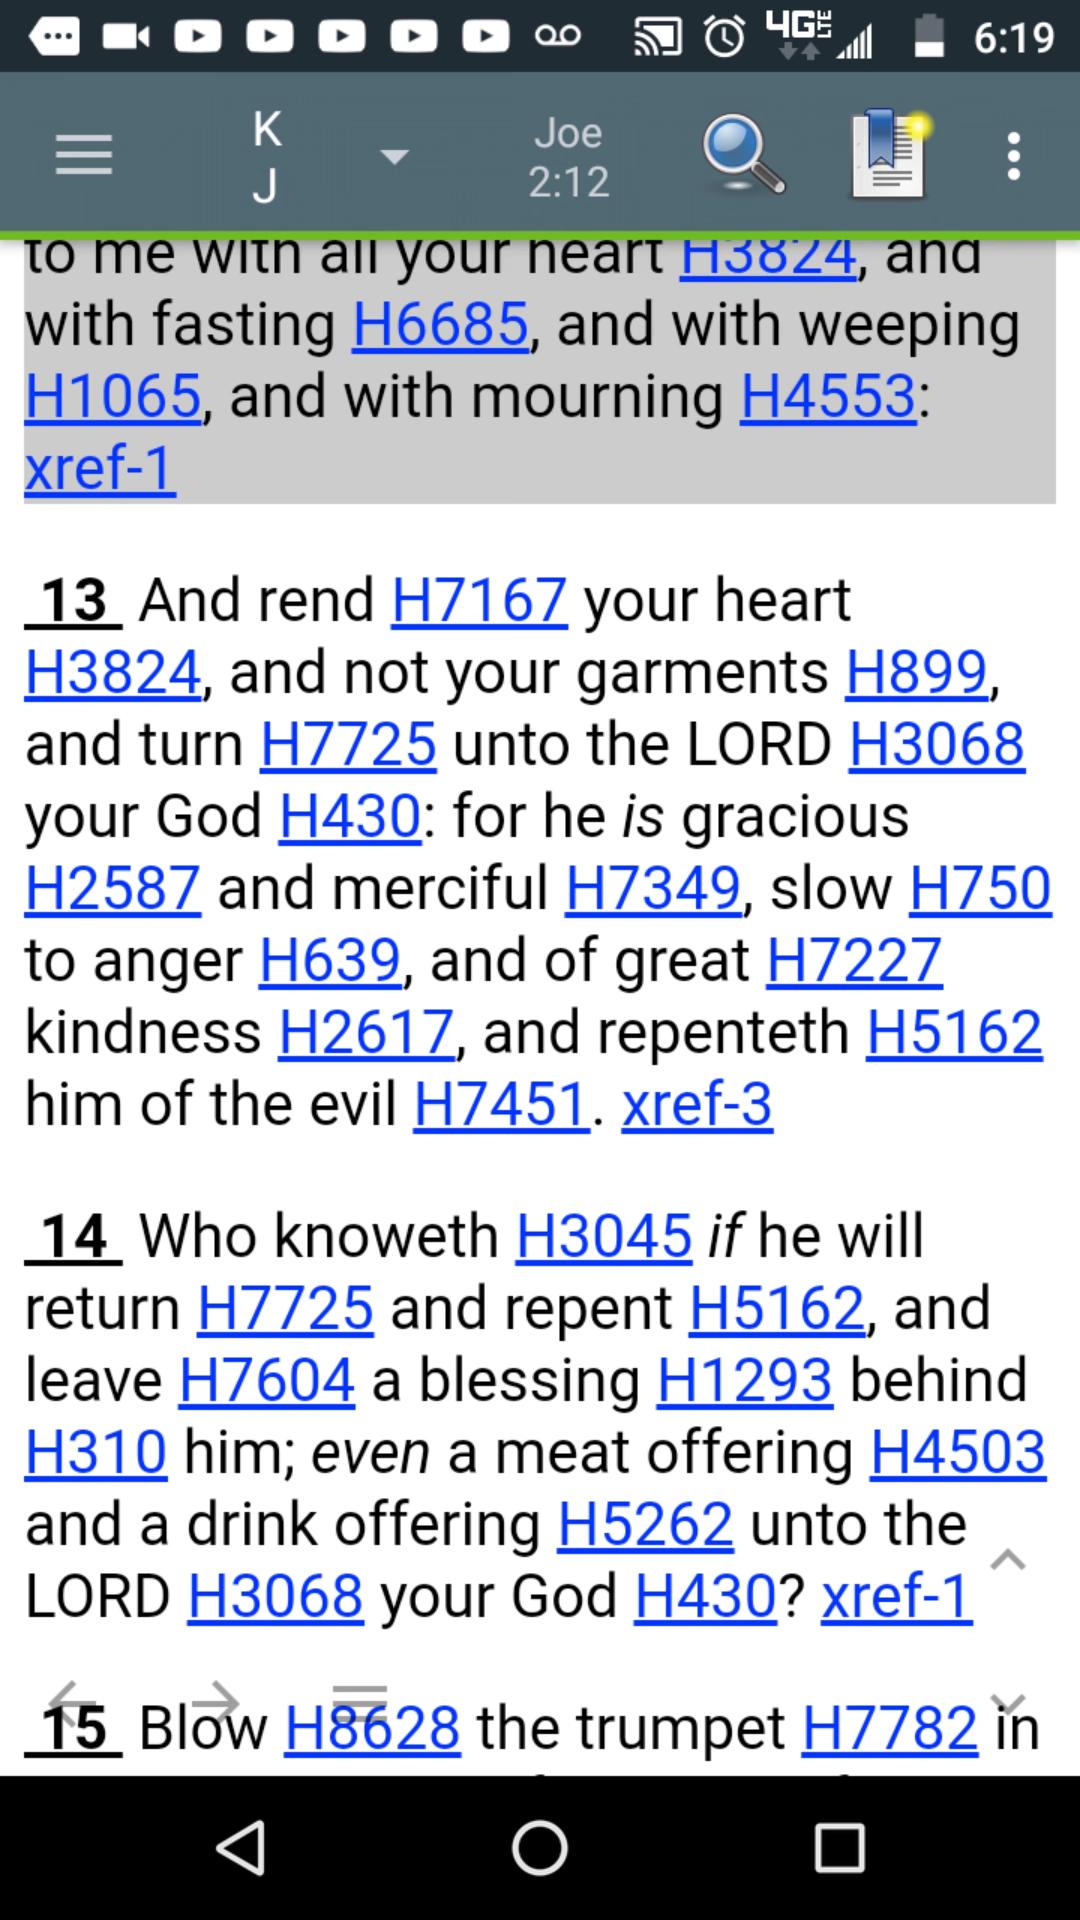 4G LTE 6:19
K
J
Joe
2:12
to me with all your heart H3824, and
with fasting H6685, and with weeping
H1065, and with mourning H4553:
xref-1
13 And rend H7167 your heart
H3824, and not your garments H899,
and turn H7725 unto the LORD H3068
your God H430: for he is gracious
H2587 and merciful H7349, slow H750
to anger H639, and of great H7227
kindness H2617, and repenteth H5162
him of the evil H7451. xref-3
14 Who knoweth H3045 if he will
return H7725 and repent H5162, and
leave H7604 a blessing H1293 behind
H310 him; even a meat offering H4503
and a drink offering H5262 unto the
LORD H3068 your God H430? xref-1
15 Blow H8628 the trumpet H7782 in